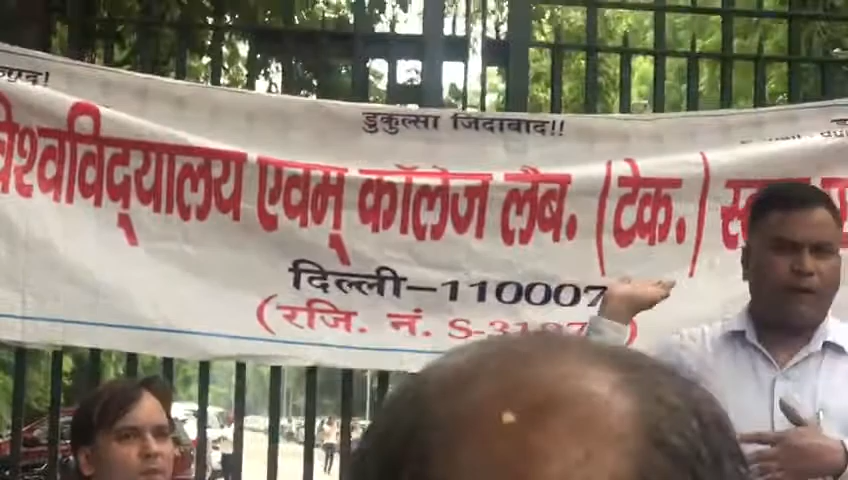 डुकुल्सा जिंदाबाद!!
विश्वविद्यालय एवम् कॉलेज लैब. (टेक.)
दिल्ली–110007
(रजि. नं.